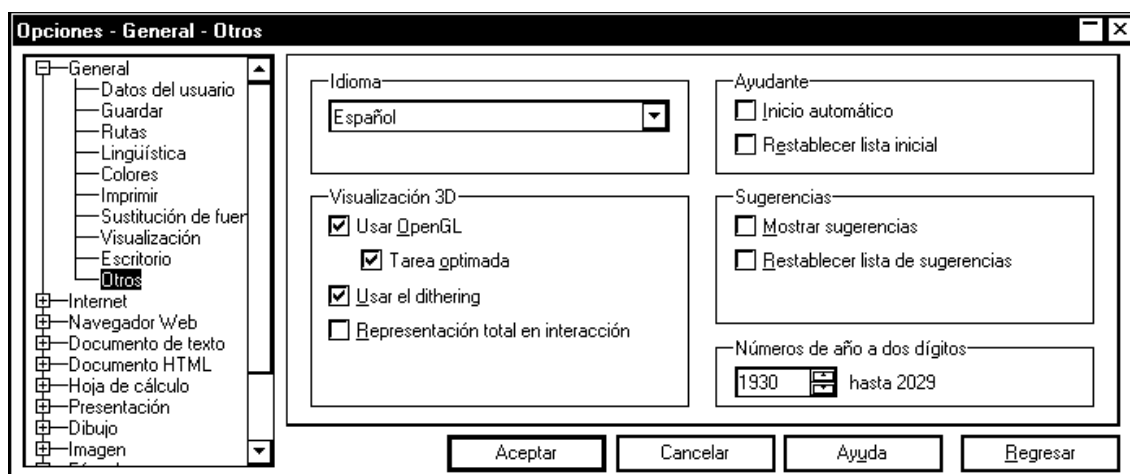 Opciones - General - Otros
General
Datos del usuario
Guardar
Rutas
Lingüística
Colores
Imprimir
Sustitución de fuer
Visualización
Escritorio
Otros
Internet
Navegador Web
Documento de texto
Documento HTML
Hoja de cálculo
Presentación
Dibujo
Imagen
Idioma
Español
Visualización 3D
Usar OpenGL
Tarea optimada
Usar el dithering
Representación total en interacción
Ayudante
Inicio automático
Restablecer lista inicial
Sugerencias
Mostrar sugerencias
Restablecer lista de sugerencias
Números de año a dos dígitos
1930 hasta 2029
Aceptar Cancelar Ayuda Regresar